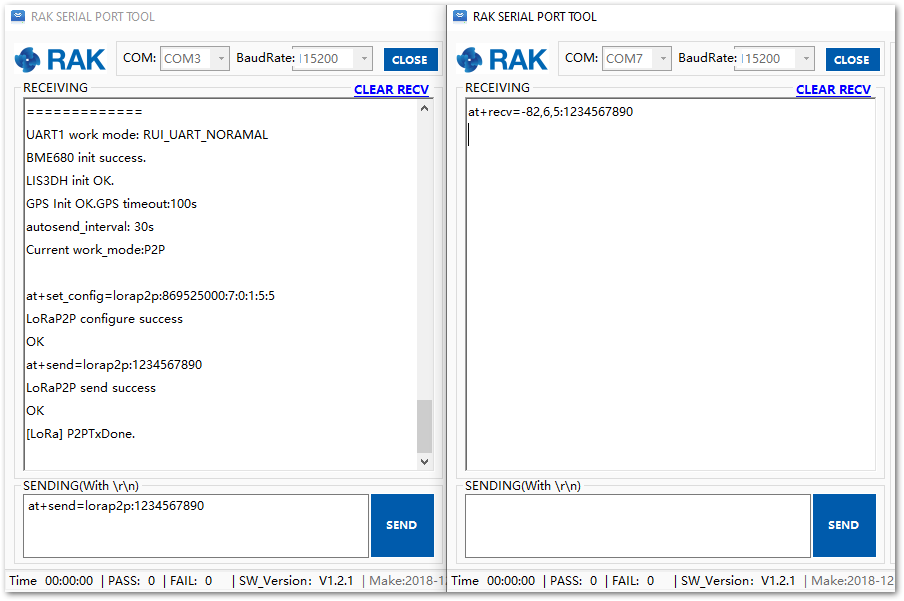 RAK SERIAL PORT TOOL
RAK
COM: COM3 BaudRate: 15200 CLOSE
RECEIVING CLEAR RECV
=============
UART1 work mode: RUI_UART_NORAMAL
BME680 init success.
LIS3DH init OK.
GPS Init OK.GPS timeout:100s
autosend_interval: 30s
Current work_mode:P2P
at+set_config=lorap2p:869525000:7:0:1:5:5
LoRaP2P configure success
OK
at+send=lorap2p:1234567890
LoRaP2P send success
OK
[LoRa] P2PTxDone.
SENDING(With \r\n)
at+send=lorap2p:1234567890
SEND
Time 00:00:00 | PASS: 0 | FAIL: 0 | SW_Version: V1.2.1 | Make:2018-1
RAK SERIAL PORT TOOL
RAK
COM: COM7 BaudRate: 15200 CLOSE
RECEIVING CLEAR RECV
at+recv=-82,6,5:1234567890
SENDING(With \r\n)
SEND
Time 00:00:00 | PASS: 0 | FAIL: 0 | SW_Version: V1.2.1 | Make:2018-12